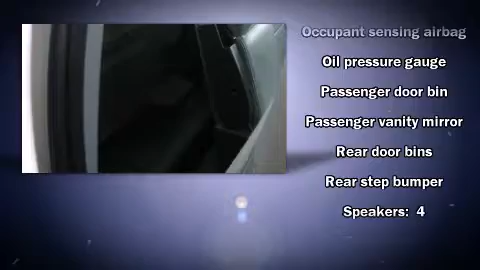 Occupant sensing airbag
Oil pressure gauge
Passenger door bin
Passenger vanity mirror
Rear door bins
Rear step bumper
Speakers: 4